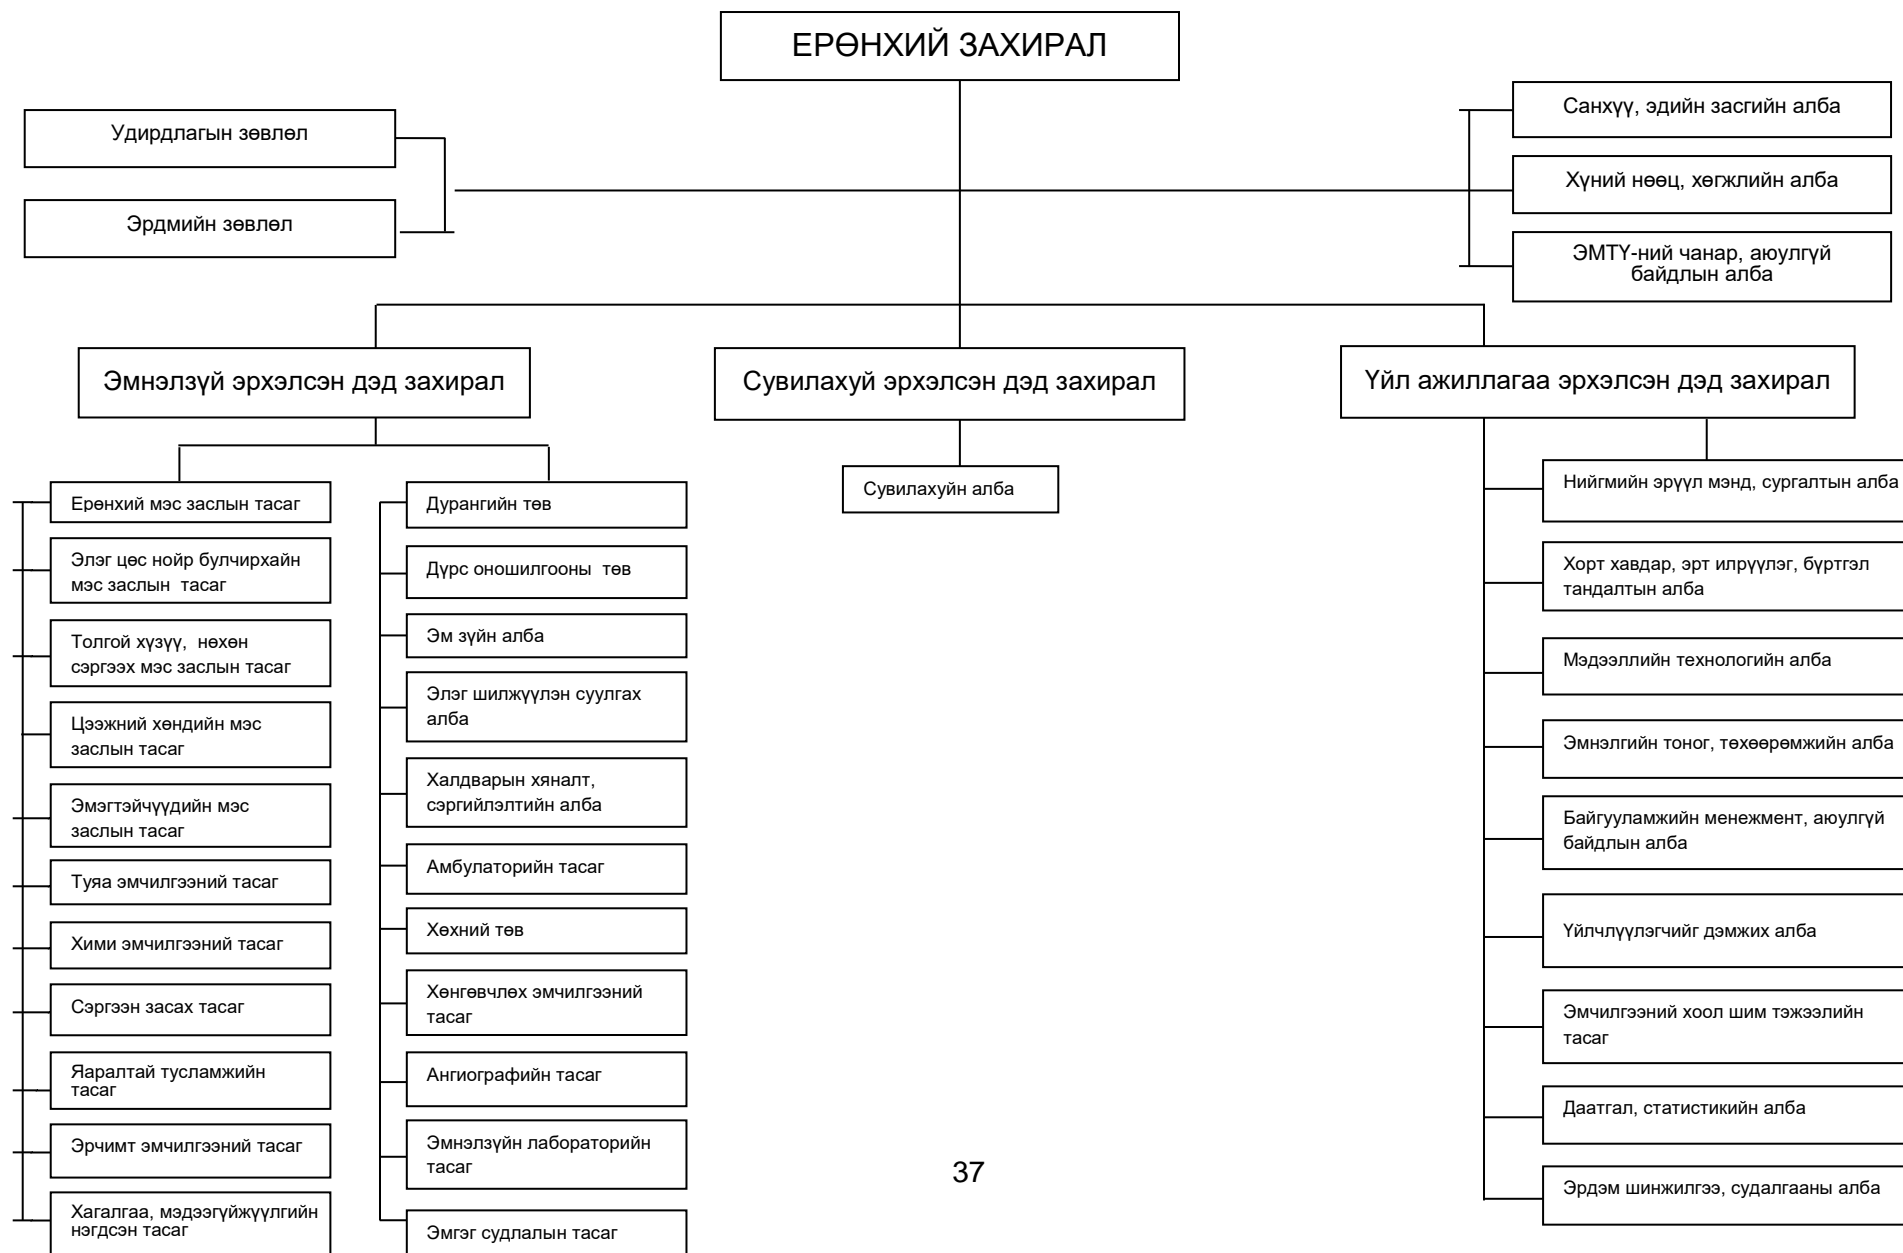 ЕРӨНХИЙ ЗАХИРАЛ
Удирдлагын зөвлөл
Эрдмийн зөвлөл
Санхүү, эдийн засгийн алба
Хүний нөөц, хөгжлийн алба
ЭМТҮ-ний чанар, аюулгүй
байдлын алба
Эмнэлзүй эрхэлсэн дэд захирал
Сувилахуй эрхэлсэн дэд захирал
Үйл ажиллагаа эрхэлсэн дэд захирал
Ерөнхий мэс заслын тасаг
Элэг цөс нойр булчирхайн
мэс заслын тасаг
Толгой хүзүү, нөхөн
сэргээх мэс заслын тасаг
Цээжний хөндийн мэс
заслын тасаг
Эмэгтэйчүүдийн мэс
заслын тасаг
Туяа эмчилгээний тасаг
Хими эмчилгээний тасаг
Сэргээн засах тасаг
Яаралтай тусламжийн
тасаг
Эрчимт эмчилгээний тасаг
Хагалгаа, мэдээгүйжүүлгийн
нэгдсэн тасаг
Дурангийн төв
Дүрс оношилгооны төв
Эм зүйн алба
Элэг шилжүүлэн суулгах
алба
Халдварын хяналт,
сэргийлэлтийн алба
Амбулаторийн тасаг
Хөхний төв
Хөнгөвчлөх эмчилгээний
тасаг
Ангиографийн тасаг
Эмнэлзүйн лабораторийн
тасаг
Эмгэг судлалын тасаг
Сувилахуйн алба
Нийгмийн эрүүл мэнд, сургалтын алба
Хорт хавдар, эрт илрүүлэг, бүртгэл
тандалтын алба
Мэдээллийн технологийн алба
Эмнэлгийн тоног, төхөөрөмжийн алба
Байгууламжийн менежмент, аюулгүй
байдлын алба
Үйлчлүүлэгчийг дэмжих алба
Эмчилгээний хоол шим тэжээлийн
тасаг
Даатгал, статистикийн алба
Эрдэм шинжилгээ, судалгааны алба
37